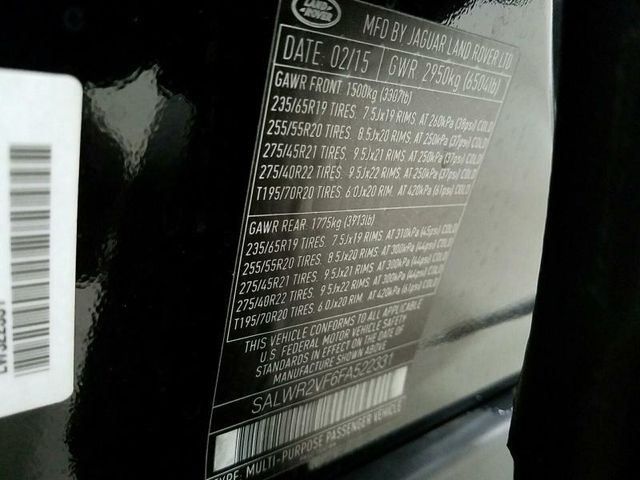 LAND ROVER
MFD BY JAGUAR LAND ROVER LTD
DATE: 02/15 GWR: 2950kg (6504lb)
GAWR FRONT 1500kg (3307lb)
235/65R19 TIRES. 7.5Jx19 RIMS AT 260kPa (38psi) COLD
255/55R20 TIRES. 8.5Jx20 RIMS AT 250kPa (37psi) COLD
275/45R21 TIRES. 9.5Jx21 RIMS AT 250kPa (37psi) COLD
275/40R22 TIRES. 9.5Jx22 RIMS AT 250kPa (37psi) COLD
T195/70R20 TIRES. 6.0Jx20 RIM. AT 420kPa (61psi) COLD
GAWR REAR 1775kg (3913lb)
235/65R19 TIRES. 7.5Jx19 RIMS AT 310kPa (45psi) COLD
255/55R20 TIRES. 8.5Jx20 RIMS AT 300kPa (44psi) COLD
275/45R21 TIRES. 9.5Jx21 RIMS AT 300kPa (44psi) COLD
275/40R22 TIRES. 9.5Jx22 RIMS AT 300kPa (44psi) COLD
T195/70R20 TIRES. 6.0Jx20 RIM AT 420kPa (61psi) COLD
THIS VEHICLE CONFORMS TO ALL APPLICABLE
U.S. FEDERAL MOTOR VEHICLE SAFETY
STANDARDS IN EFFECT ON THE DATE OF
MANUFACTURE SHOWN ABOVE
SALWR2VF6FA522331
TYPE: MULTI-PURPOSE PASSENGER VEHICLE